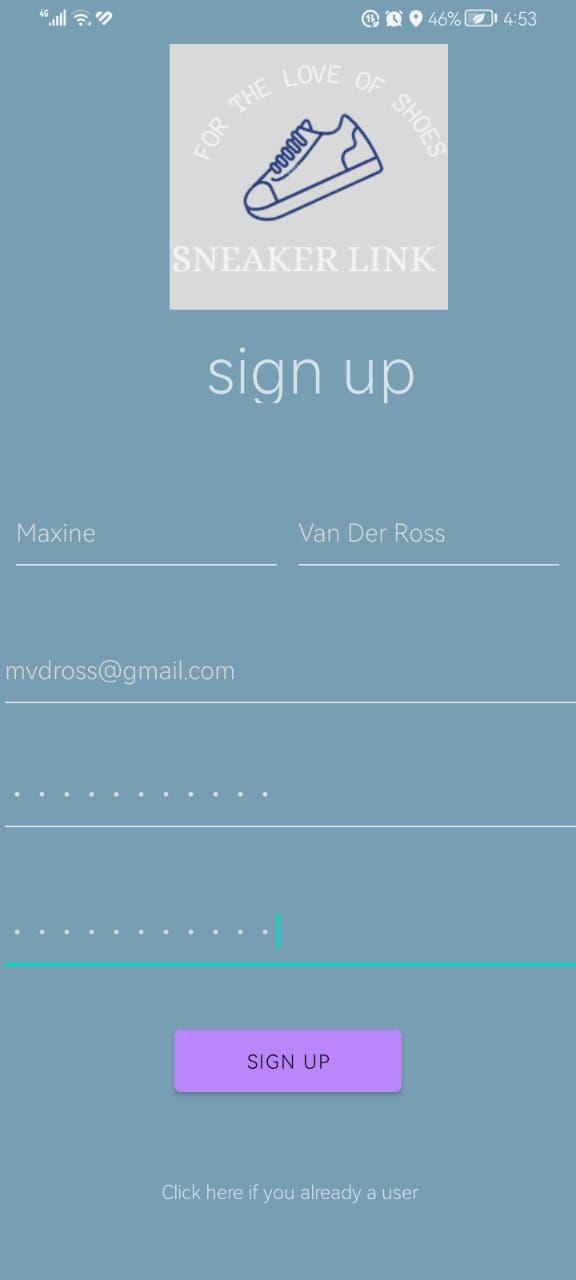 4G 46% 4:53
FOR THE LOVE OF SHOES
SNEAKER LINK
sign up
Maxine Van Der Ross
mvdross@gmail.com
SIGN UP
Click here if you already a user